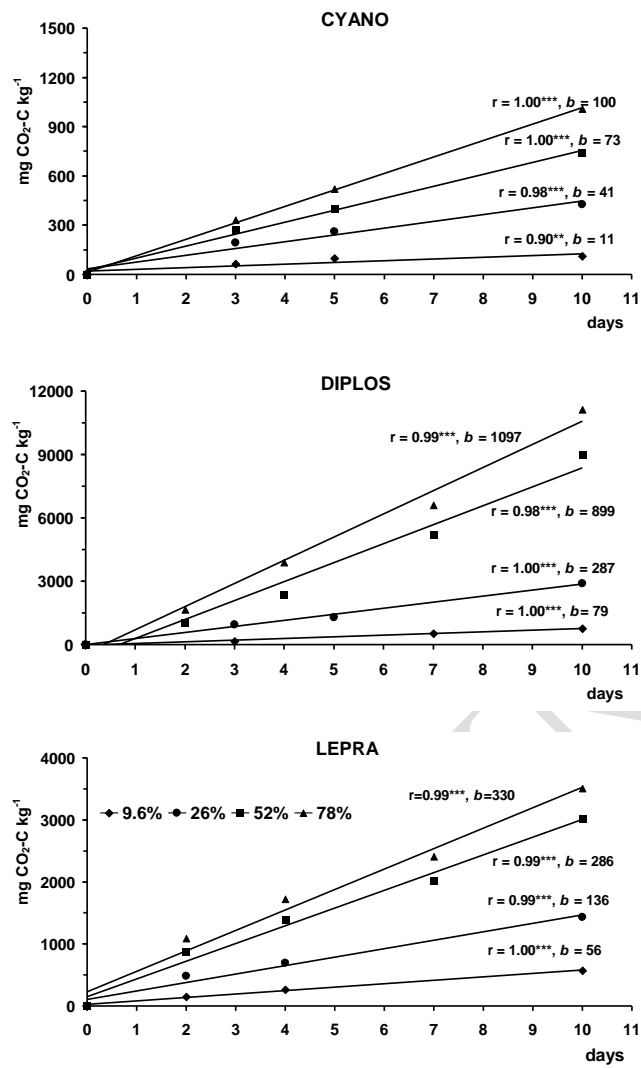 CYANO
1500
1200
900
600
300
0
mg CO₂-C kg⁻¹
r = 1.00***, b = 100
r = 1.00***, b = 73
r = 0.98***, b = 41
r = 0.90**, b = 11
0 1 2 3 4 5 6 7 8 9 10 11
days
DIPLOS
12000
9000
6000
3000
0
mg CO₂-C kg⁻¹
r = 0.99***, b = 1097
r = 0.98***, b = 899
r = 1.00***, b = 287
r = 1.00***, b = 79
0 1 2 3 4 5 6 7 8 9 10 11
days
LEPRA
4000
3000
2000
1000
0
mg CO₂-C kg⁻¹
9.6% 26% 52% 78%
r=0.99***, b=330
r = 0.99***, b = 286
r = 0.99***, b = 136
r = 1.00***, b = 56
0 1 2 3 4 5 6 7 8 9 10 11
days